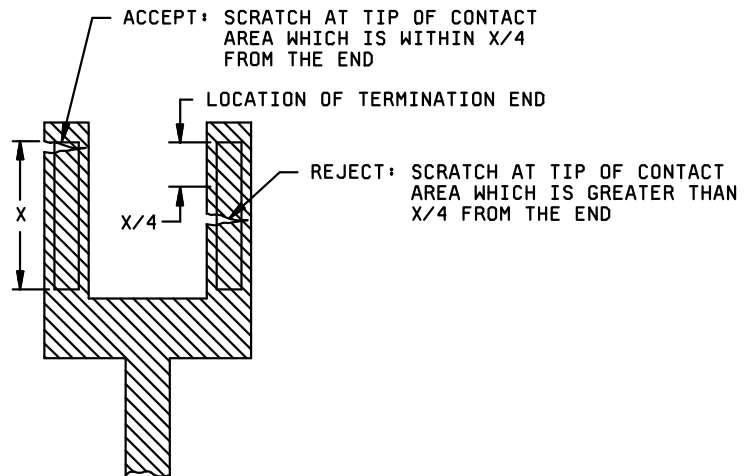 ACCEPT: SCRATCH AT TIP OF CONTACT
AREA WHICH IS WITHIN X/4
FROM THE END
LOCATION OF TERMINATION END
REJECT: SCRATCH AT TIP OF CONTACT
AREA WHICH IS GREATER THAN
X/4 FROM THE END
X
X/4